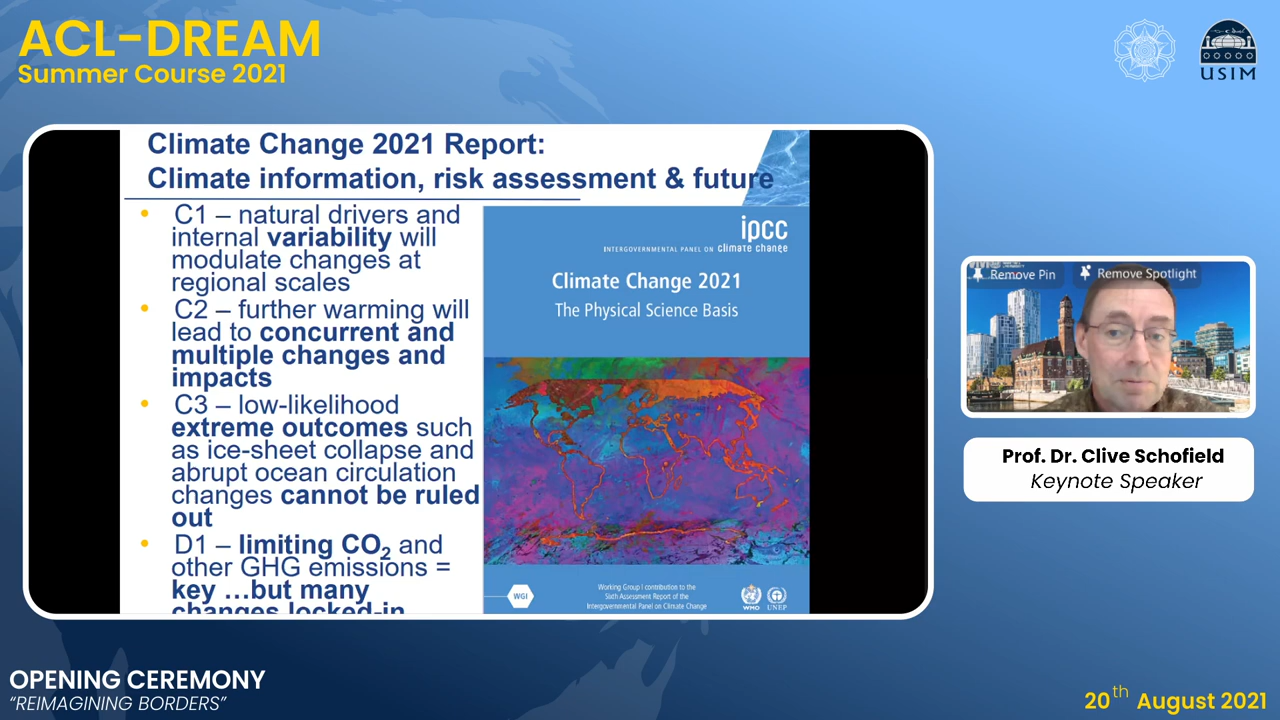 ACL-DREAM
Summer Course 2021
USIM
Climate Change 2021 Report:
Climate information, risk assessment & future
• C1 – natural drivers and
internal variability will
modulate changes at
regional scales
• C2 – further warming will
lead to concurrent and
multiple changes and
impacts
• C3 – low-likelihood
extreme outcomes such
as ice-sheet collapse and
abrupt ocean circulation
changes cannot be ruled
out
• D1 – limiting CO₂ and
other GHG emissions =
key …but many
changes locked-in
ipcc
INTERGOVERNMENTAL PANEL ON climate change
Climate Change 2021
The Physical Science Basis
WGI
Working Group I contribution to the
Sixth Assessment Report of the
Intergovernmental Panel on Climate Change
WMO
UNEP
Remove Pin
Remove Spotlight
Prof. Dr. Clive Schofield
Keynote Speaker
OPENING CEREMONY
“REIMAGINING BORDERS”
20th August 2021